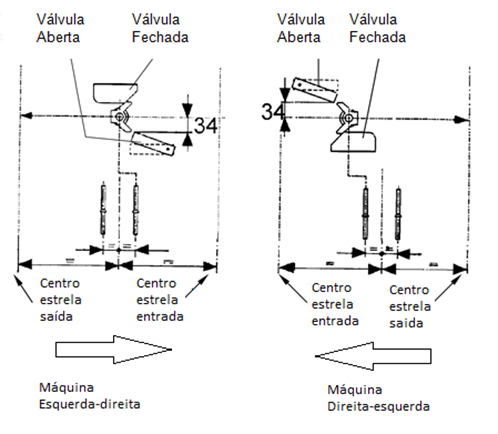 Válvula
Aberta
Válvula
Fechada
34
Centro
estrela
saída
Centro
estrela
entrada
Máquina
Esquerda-direita
Válvula
Aberta
Válvula
Fechada
34
Centro
estrela
entrada
Centro
estrela
saida
Máquina
Direita-esquerda